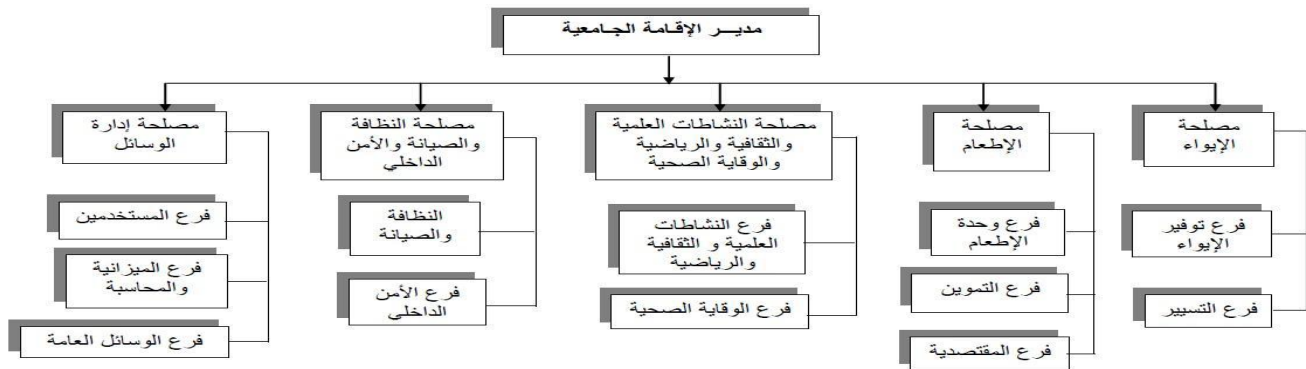 مديـــر الإقـامـة الجـامعية
مصلحة
الإيواء
فرع توفير
الإيواء
فرع التسيير
مصلحة
الإطعام
فرع وحدة
الإطعام
فرع التموين
فرع المقتصدية
مصلحة النشاطات العلمية
والثقافية والرياضية
والوقاية الصحية
فرع النشاطات
العلمية و الثقافية
والرياضية
فرع الوقاية الصحية
مصلحة النظافة
والصيانة والأمن
الداخلي
النظافة
والصيانة
فرع الأمن
الداخلي
مصلحة إدارة
الوسائل
فرع المستخدمين
فرع الميزانية
والمحاسبة
فرع الوسائل العامة